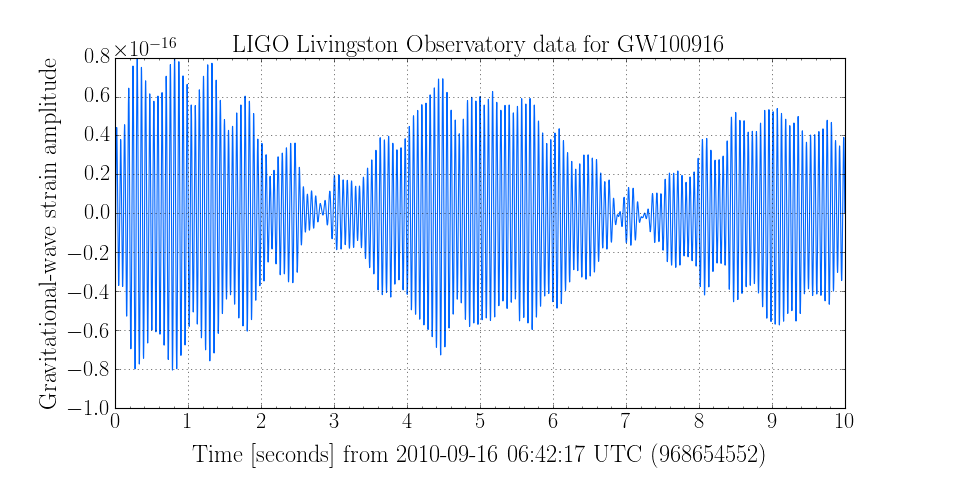 LIGO Livingston Observatory data for GW100916
×10⁻¹⁶
Gravitational-wave strain amplitude
0.8
0.6
0.4
0.2
0.0
−0.2
−0.4
−0.6
−0.8
−1.0
0 1 2 3 4 5 6 7 8 9 10
Time [seconds] from 2010-09-16 06:42:17 UTC (968654552)